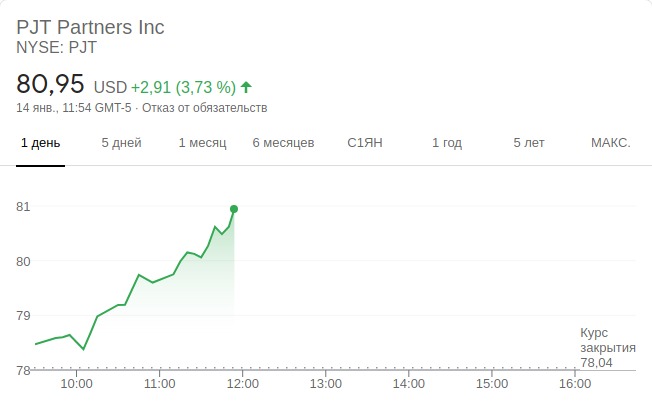 PJT Partners Inc
NYSE: PJT
80,95 USD +2,91 (3,73 %)
14 янв., 11:54 GMT-5 · Отказ от обязательств
1 день 5 дней 1 месяц 6 месяцев С1ЯН 1 год 5 лет МАКС.
81
80
79
78
Курс
закрытия
78,04
10:00 11:00 12:00 13:00 14:00 15:00 16:00